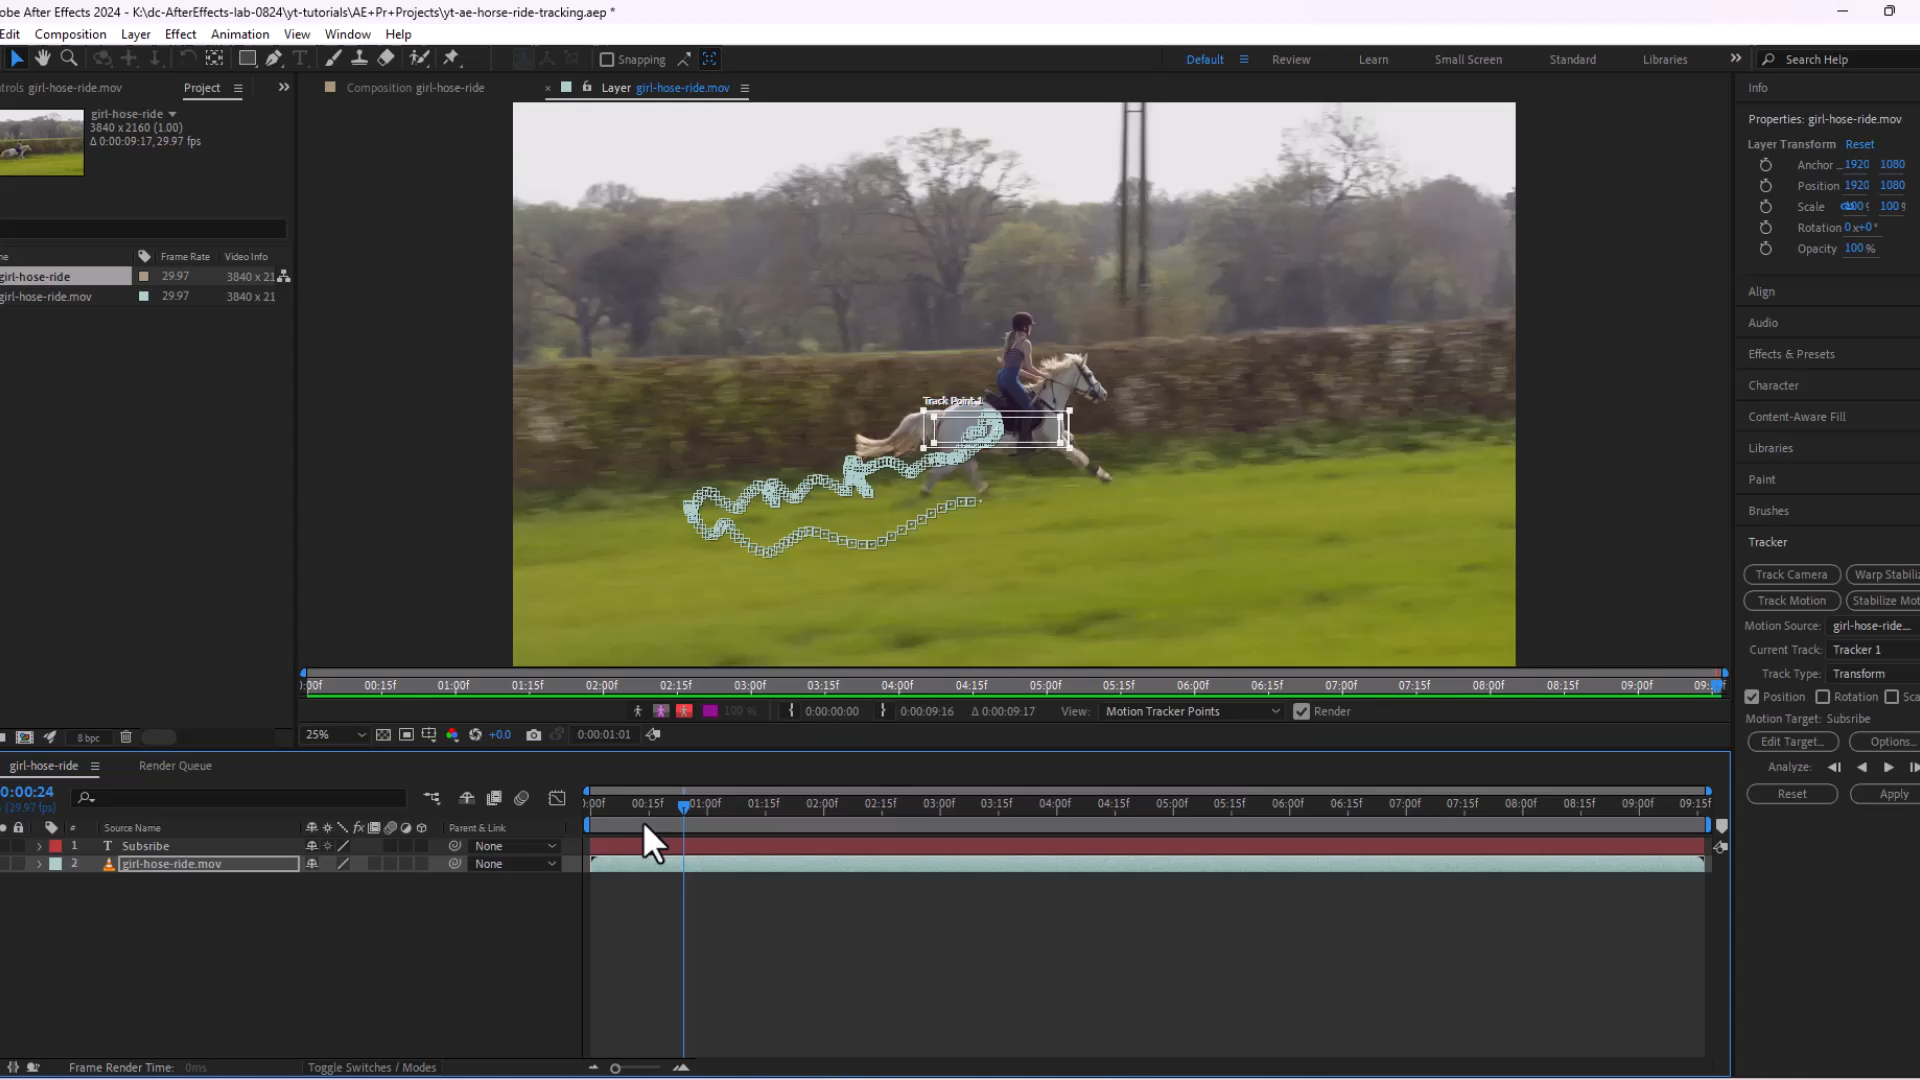 obe After Effects 2024 - K:\dc-AfterEffects-lab-0824\yt-tutorials\AE+Pr+Projects\yt-ae-horse-ride-tracking.aep *
Edit Composition Layer Effect Animation View Window Help
Snapping Default Review Learn Small Screen Standard Libraries Search Help
trols girl-hose-ride.mov Project Composition girl-hose-ride Layer girl-hose-ride.mov Info
girl-hose-ride
3840 x 2160 (1.00)
Δ 0:00:09:17, 29.97 fps
me Frame Rate Video Info
girl-hose-ride 29.97 3840 x 21
girl-hose-ride.mov 29.97 3840 x 21
Track Point 1
Properties: girl-hose-ride.mov
Layer Transform Reset
Anchor 1920 1080
Position 1920 1080
Scale 100 100
Rotation 0x+0°
Opacity 100 %
Align
Audio
Effects & Presets
Character
Content-Aware Fill
Libraries
Paint
Brushes
Tracker
Track Camera Warp Stabiliz
Track Motion Stabilize Mot
Motion Source: girl-hose-ride...
Current Track: Tracker 1
Track Type: Transform
Position Rotation Sca
Motion Target: Subsribe
Edit Target... Options...
Analyze:
Reset Apply
:00f 00:15f 01:00f 01:15f 02:00f 02:15f 03:00f 03:15f 04:00f 04:15f 05:00f 05:15f 06:00f 06:15f 07:00f 07:15f 08:00f 08:15f 09:00f 09:
100 % 0:00:00:00 0:00:09:16 Δ 0:00:09:17 View: Motion Tracker Points Render
8 bpc 25% +0.0 0:00:01:01
girl-hose-ride Render Queue
0:00:24
(29.97 fps)
:00f 00:15f 01:00f 01:15f 02:00f 02:15f 03:00f 03:15f 04:00f 04:15f 05:00f 05:15f 06:00f 06:15f 07:00f 07:15f 08:00f 08:15f 09:00f 09:15f
# Source Name fx Parent & Link
1 T Subsribe None
2 girl-hose-ride.mov None
Frame Render Time: 0ms Toggle Switches / Modes